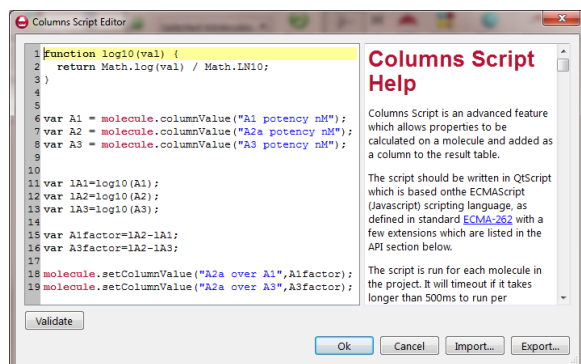 Columns Script Editor
1 function log10(val) {
2 return Math.log(val) / Math.LN10;
3 }
4
5
6 var A1 = molecule.columnValue("A1 potency nM");
7 var A2 = molecule.columnValue("A2a potency nM");
8 var A3 = molecule.columnValue("A3 potency nM");
9
10
11 var lA1=log10(A1);
12 var lA2=log10(A2);
13 var lA3=log10(A3);
14
15 var A1factor=lA2-lA1;
16 var A3factor=lA2-lA3;
17
18 molecule.setColumnValue("A2a over A1",A1factor);
19 molecule.setColumnValue("A2a over A3",A3factor);
Columns Script
Help
Columns Script is an advanced feature
which allows properties to be
calculated on a molecule and added as
a column to the result table.
The script should be written in QtScript
which is based onthe ECMAScript
(Javascript) scripting language, as
defined in standard ECMA-262 with a
few extensions which are listed in the
API section below.
The script is run for each molecule in
the project. It will timeout if it takes
longer than 500ms to run per
Validate
Ok
Cancel
Import...
Export...